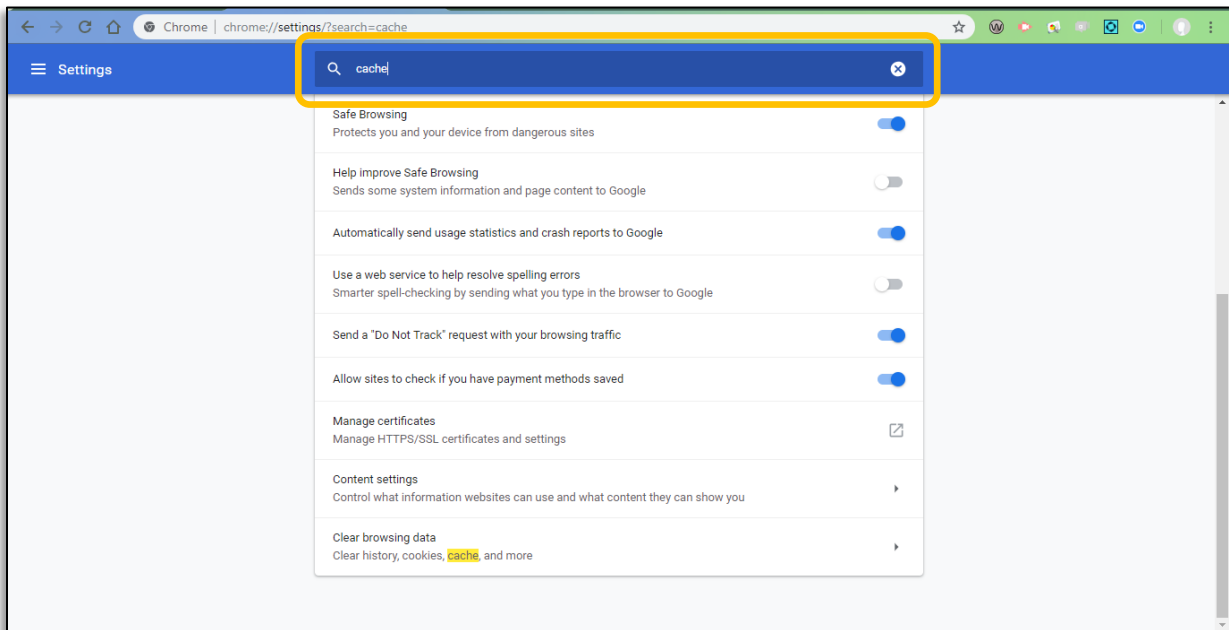 Chrome | chrome://settings/?search=cache
Settings
cache
Safe Browsing
Protects you and your device from dangerous sites
Help improve Safe Browsing
Sends some system information and page content to Google
Automatically send usage statistics and crash reports to Google
Use a web service to help resolve spelling errors
Smarter spell-checking by sending what you type in the browser to Google
Send a "Do Not Track" request with your browsing traffic
Allow sites to check if you have payment methods saved
Manage certificates
Manage HTTPS/SSL certificates and settings
Content settings
Control what information websites can use and what content they can show you
Clear browsing data
Clear history, cookies, cache, and more